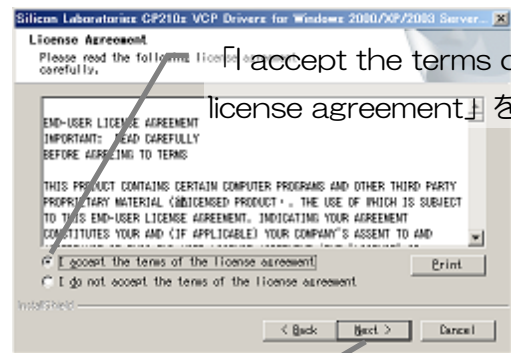 Silicon Laboratories CP210x VCP Drivers for Windows 2000/XP/2003 Server...
License Agreement
Please read the following license agreement carefully.
「I accept the terms o
license agreement」を
END-USER LICENSE AGREEMENT
IMPORTANT: READ CAREFULLY
BEFORE AGREEING TO TERMS
THIS PRODUCT CONTAINS CERTAIN COMPUTER PROGRAMS AND OTHER THIRD PARTY
PROPRIETARY MATERIAL ( LICENSED PRODUCT・. THE USE OF WHICH IS SUBJECT
TO THIS END-USER LICENSE AGREEMENT. INDICATING YOUR AGREEMENT
CONSTITUTES YOUR AND (IF APPLICABLE) YOUR COMPANY'S ASSENT TO AND
I accept the terms of the license agreement
Print
I do not accept the terms of the license agreement
InstallShield
< Back
Next >
Cancel